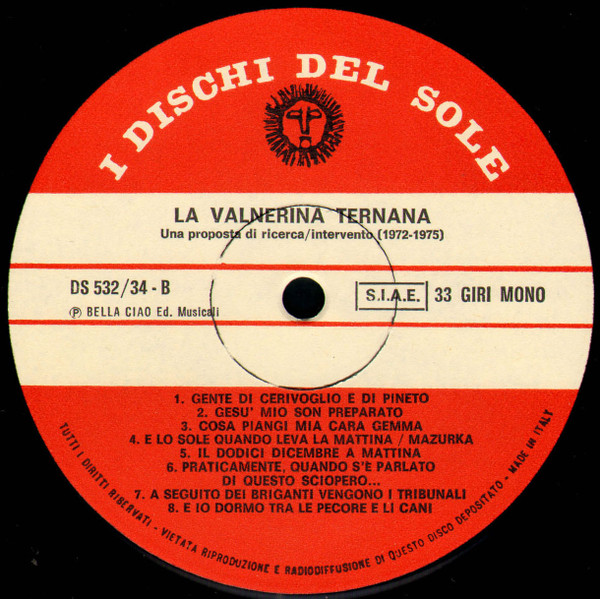 I DISCHI DEL SOLE
LA VALNERINA TERNANA
Una proposta di ricerca/intervento (1972-1975)
DS 532/34 - B
S.I.A.E. 33 GIRI MONO
Ⓟ BELLA CIAO Ed. Musicali
1. GENTE DI CERIVOGLIO E DI PINETO
2. GESU' MIO SON PREPARATO
3. COSA PIANGI MIA CARA GEMMA
4. E LO SOLE QUANDO LEVA LA MATTINA / MAZURKA
5. IL DODICI DICEMBRE A MATTINA
6. PRATICAMENTE, QUANDO S'È PARLATO
DI QUESTO SCIOPERO...
7. A SEGUITO DEI BRIGANTI VENGONO I TRIBUNALI
8. E IO DORMO TRA LE PECORE E LI CANI
TUTTI I DIRITTI RISERVATI - VIETATA RIPRODUZIONE E RADIODIFFUSIONE DI QUESTO DISCO DEPOSITATO - MADE IN ITALY